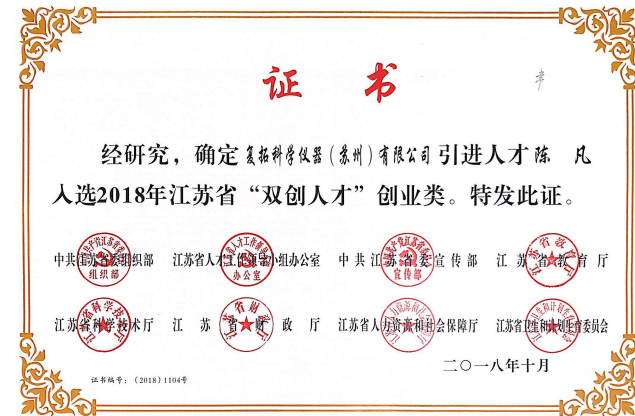 证书
经研究，确定复拓科学仪器（苏州）有限公司引进人才陈 凡
入选2018年江苏省“双创人才”创业类。特发此证。
中共江苏省委组织部 江苏省人才工作领导小组办公室 中共江苏省委宣传部 江苏省教育厅
江苏省科学技术厅 江苏省财政厅 江苏省人力资源和社会保障厅 江苏省卫生和计划生育委员会
二〇一八年十月
证书编号：（2018）1104号